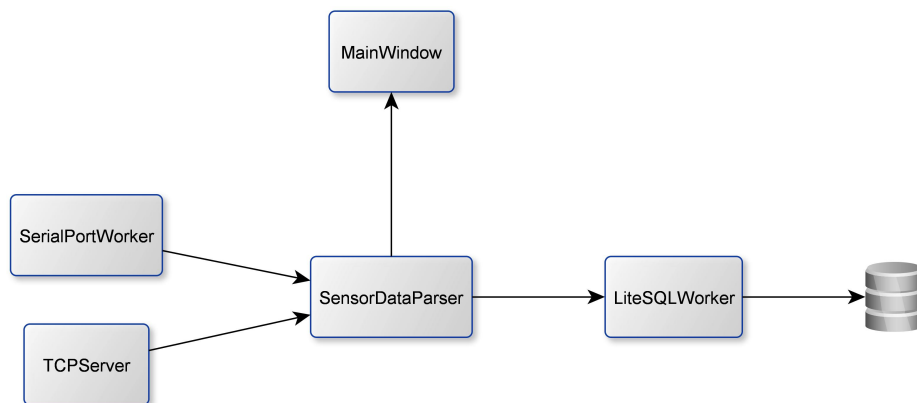 MainWindow
SerialPortWorker
SensorDataParser
LiteSQLWorker
TCPServer